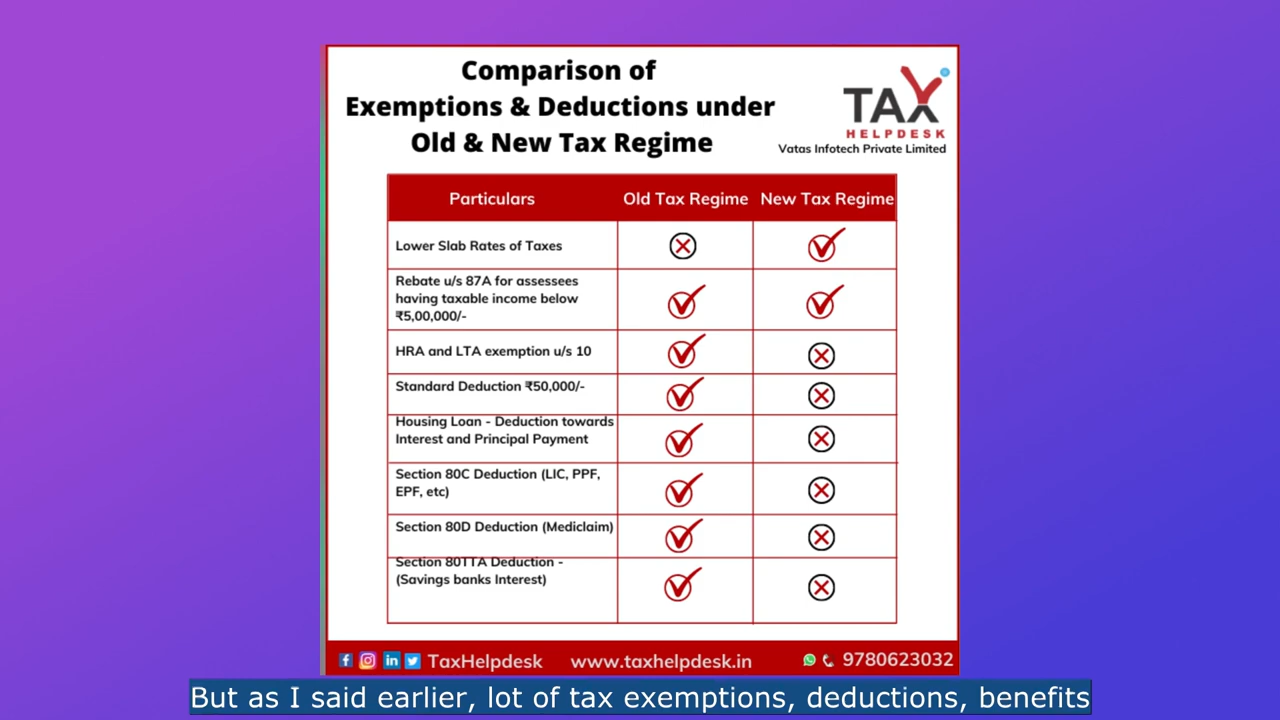 Comparison of
Exemptions & Deductions under
Old & New Tax Regime
TAX
HELPDESK
Vatas Infotech Private Limited
Particulars Old Tax Regime New Tax Regime
Lower Slab Rates of Taxes
Rebate u/s 87A for assessees
having taxable income below
₹5,00,000/-
HRA and LTA exemption u/s 10
Standard Deduction ₹50,000/-
Housing Loan - Deduction towards
Interest and Principal Payment
Section 80C Deduction (LIC, PPF,
EPF, etc)
Section 80D Deduction (Mediclaim)
Section 80TTA Deduction -
(Savings banks Interest)
TaxHelpdesk www.taxhelpdesk.in 9780623032
But as I said earlier, lot of tax exemptions, deductions, benefits